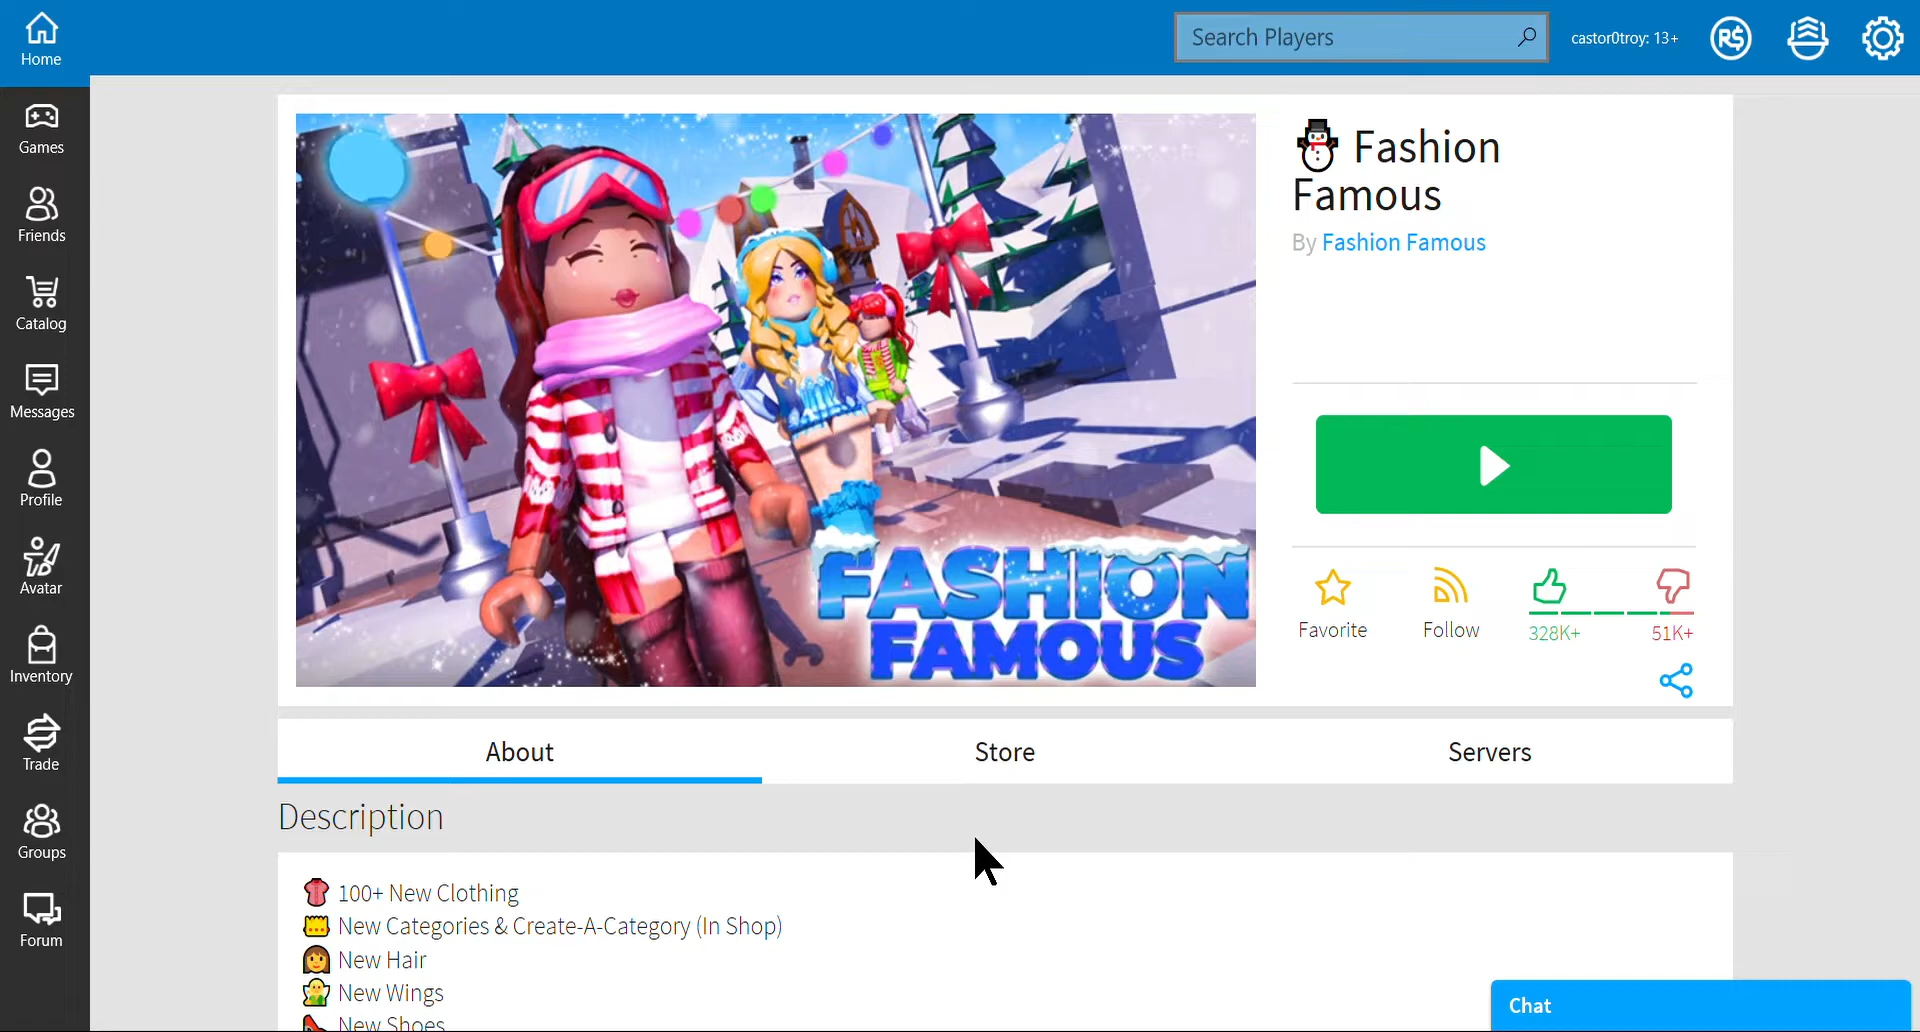 Home
Search Players
castor0troy: 13+
R$
Games
Friends
Catalog
Messages
Profile
Avatar
Inventory
Trade
Groups
Forum
FASHION
FAMOUS
Fashion
Famous
By Fashion Famous
Favorite
Follow
328K+
51K+
About
Store
Servers
Description
100+ New Clothing
New Categories & Create-A-Category (In Shop)
New Hair
New Wings
New Shoes
Chat